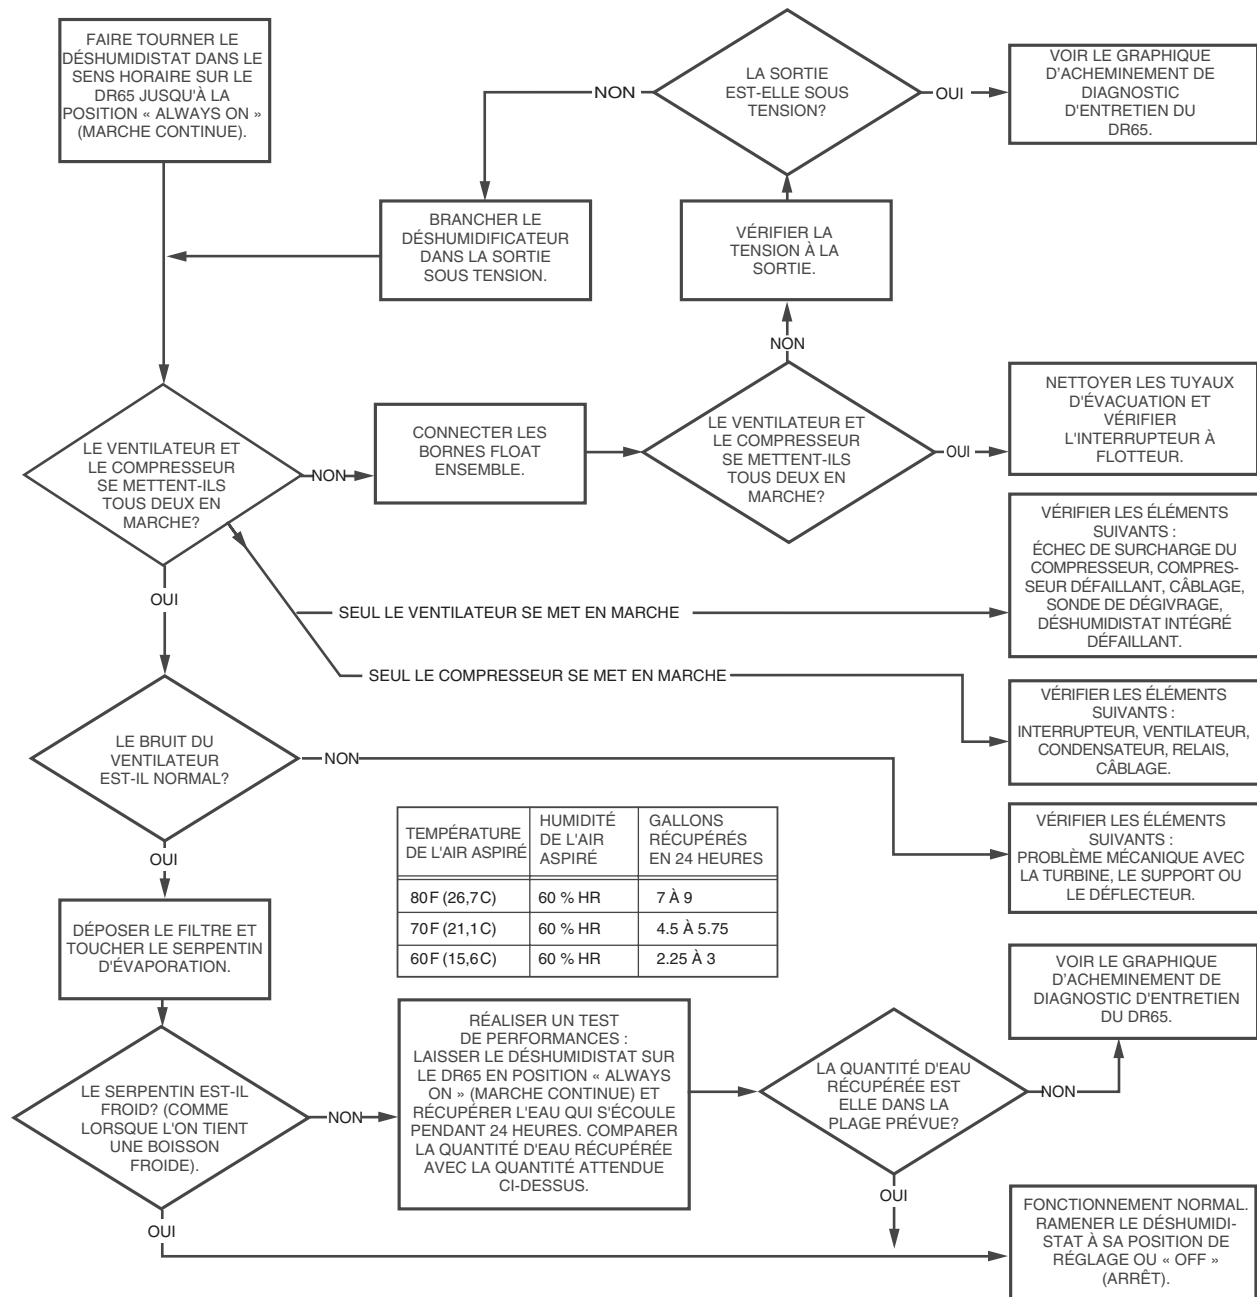 FAIRE TOURNER LE
DÉSHUMIDISTAT DANS LE
SENS HORAIRE SUR LE
DR65 JUSQU'À LA
POSITION « ALWAYS ON »
(MARCHE CONTINUE).
LA SORTIE
EST-ELLE SOUS
TENSION?
NON
OUI
VOIR LE GRAPHIQUE
D'ACHEMINEMENT DE
DIAGNOSTIC
D'ENTRETIEN DU
DR65.
BRANCHER LE
DÉSHUMIDIFICATEUR
DANS LA SORTIE
SOUS TENSION.
VÉRIFIER LA
TENSION À LA
SORTIE.
NON
LE VENTILATEUR ET
LE COMPRESSEUR
SE METTENT-ILS
TOUS DEUX EN
MARCHE?
NON
CONNECTER LES
BORNES FLOAT
ENSEMBLE.
LE VENTILATEUR ET
LE COMPRESSEUR
SE METTENT-ILS
TOUS DEUX EN
MARCHE?
OUI
NETTOYER LES TUYAUX
D'ÉVACUATION ET
VÉRIFIER
L'INTERRUPTEUR À
FLOTTEUR.
OUI
SEUL LE VENTILATEUR SE MET EN MARCHE
VÉRIFIER LES ÉLÉMENTS
SUIVANTS :
ÉCHEC DE SURCHARGE DU
COMPRESSEUR, COMPRES-
SEUR DÉFAILLANT, CÂBLAGE,
SONDE DE DÉGIVRAGE,
DÉSHUMIDISTAT INTÉGRÉ
DÉFAILLANT.
SEUL LE COMPRESSEUR SE MET EN MARCHE
VÉRIFIER LES ÉLÉMENTS
SUIVANTS :
INTERRUPTEUR, VENTILATEUR,
CONDENSATEUR, RELAIS,
CÂBLAGE.
LE BRUIT DU
VENTILATEUR
EST-IL NORMAL?
NON
VÉRIFIER LES ÉLÉMENTS
SUIVANTS :
PROBLÈME MÉCANIQUE AVEC
LA TURBINE, LE SUPPORT OU
LE DÉFLECTEUR.
OUI
TEMPÉRATURE
DE L'AIR ASPIRÉ
HUMIDITÉ
DE L'AIR
ASPIRÉ
GALLONS
RÉCUPÉRÉS
EN 24 HEURES
80F (26,7C) 60 % HR 7 À 9
70F (21,1C) 60 % HR 4.5 À 5.75
60F (15,6C) 60 % HR 2.25 À 3
DÉPOSER LE FILTRE ET
TOUCHER LE SERPENTIN
D'ÉVAPORATION.
LE SERPENTIN EST-IL
FROID? (COMME
LORSQUE L'ON TIENT
UNE BOISSON
FROIDE).
NON
RÉALISER UN TEST
DE PERFORMANCES :
LAISSER LE DÉSHUMIDISTAT SUR
LE DR65 EN POSITION « ALWAYS
ON » (MARCHE CONTINUE) ET
RÉCUPÉRER L'EAU QUI S'ÉCOULE
PENDANT 24 HEURES. COMPARER
LA QUANTITÉ D'EAU RÉCUPÉRÉE
AVEC LA QUANTITÉ ATTENDUE
CI-DESSUS.
LA QUANTITÉ D'EAU
RÉCUPÉRÉE EST
ELLE DANS LA
PLAGE PRÉVUE?
NON
VOIR LE GRAPHIQUE
D'ACHEMINEMENT DE
DIAGNOSTIC D'ENTRETIEN
DU DR65.
OUI
OUI
FONCTIONNEMENT NORMAL.
RAMENER LE DÉSHUMIDI-
STAT À SA POSITION DE
RÉGLAGE OU « OFF »
(ARRÊT).